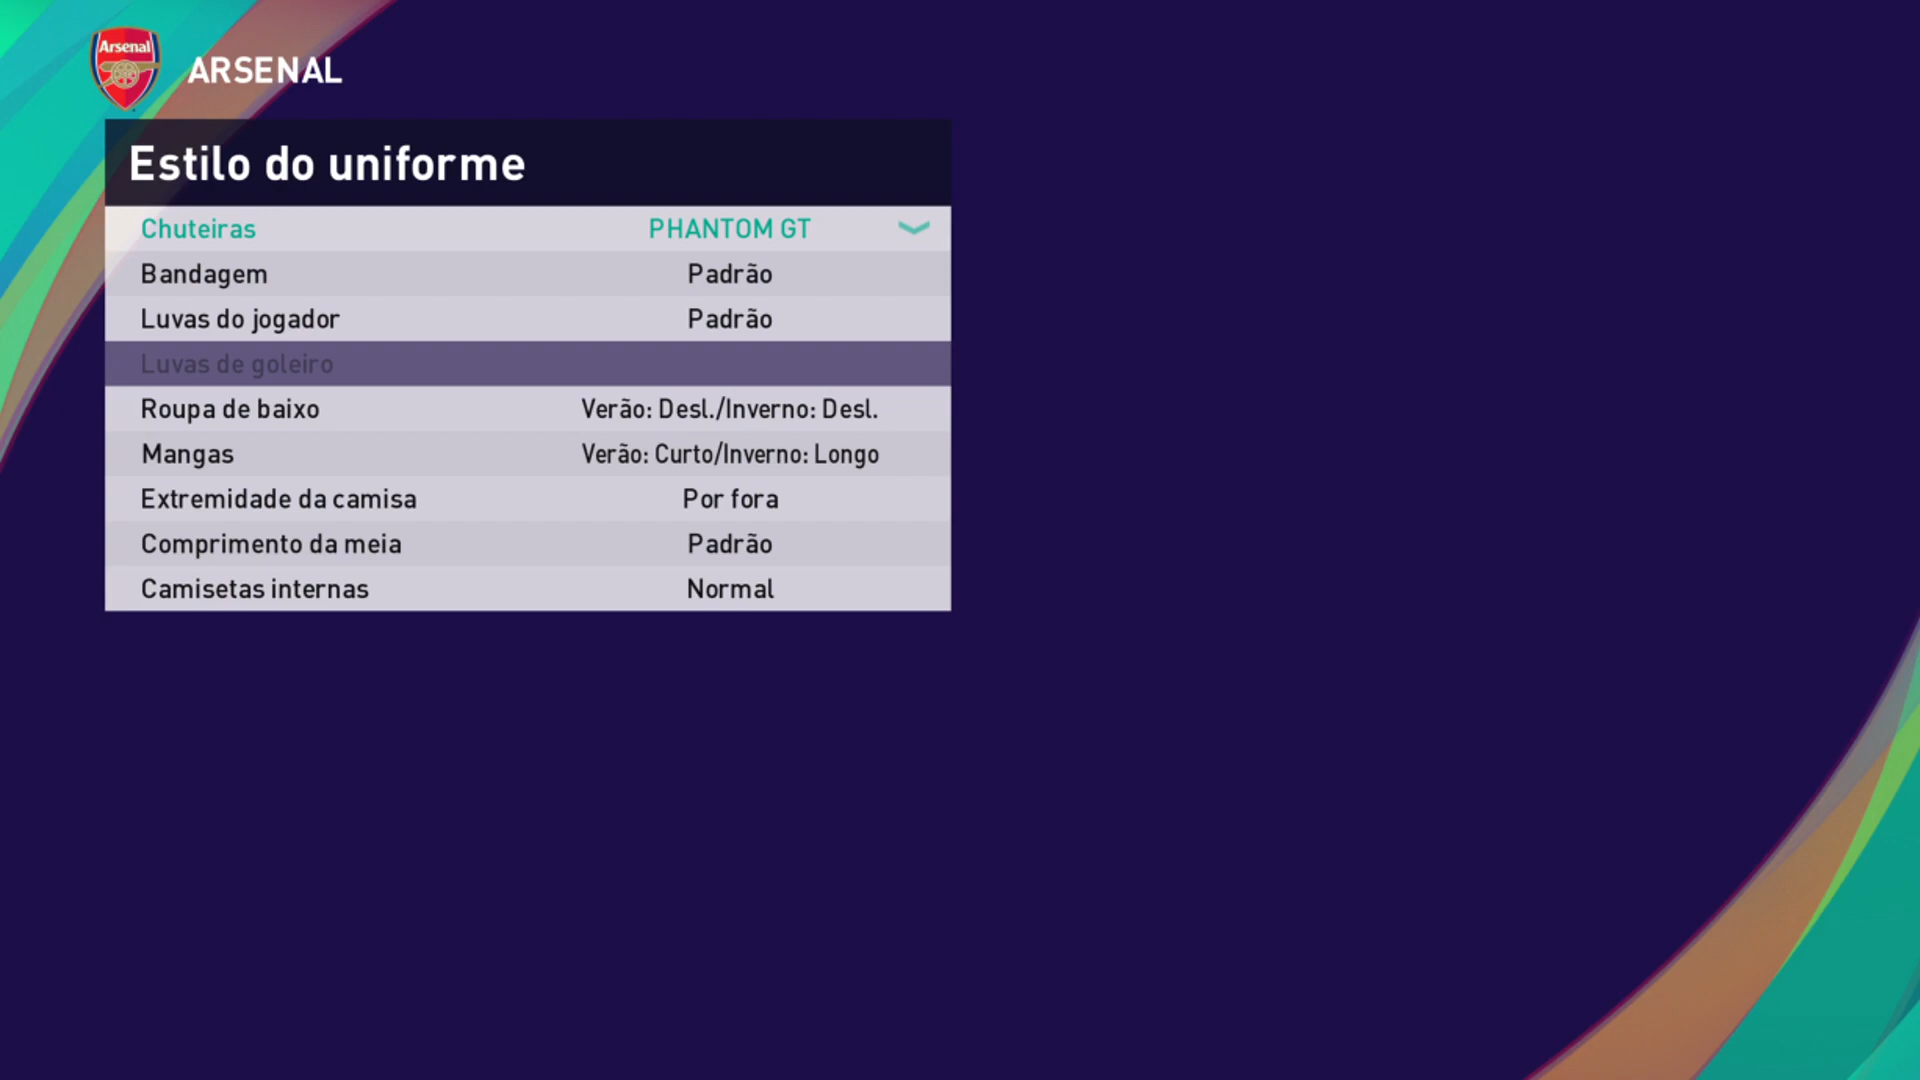 Arsenal
ARSENAL
Estilo do uniforme
Chuteiras PHANTOM GT
Bandagem Padrão
Luvas do jogador Padrão
Luvas de goleiro
Roupa de baixo Verão: Desl./Inverno: Desl.
Mangas Verão: Curto/Inverno: Longo
Extremidade da camisa Por fora
Comprimento da meia Padrão
Camisetas internas Normal